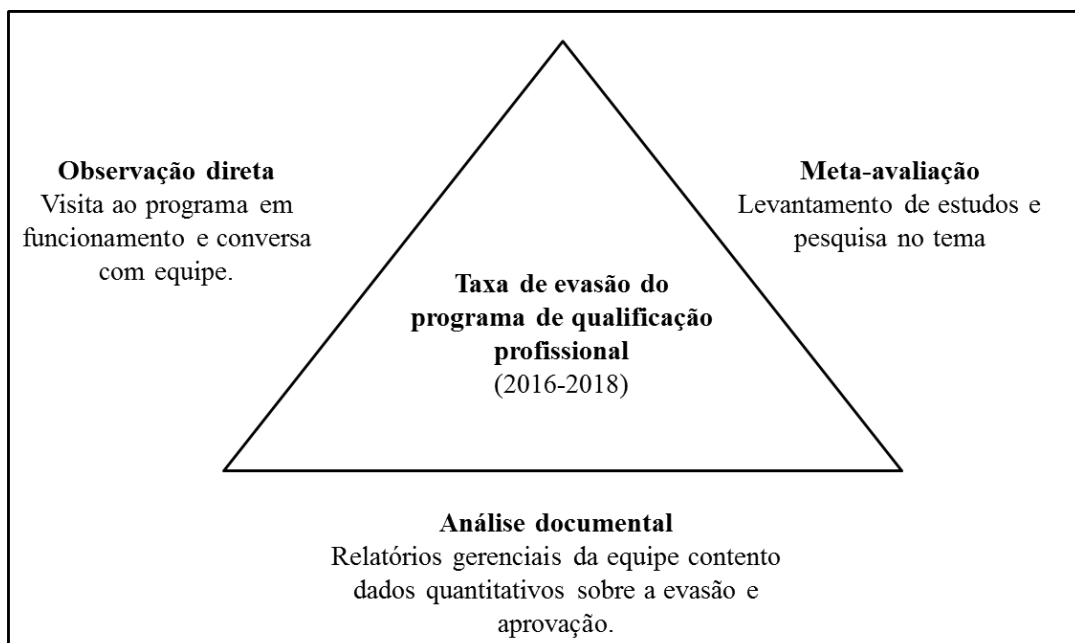 Observação direta
Visita ao programa em
funcionamento e conversa
com equipe.
Meta-avaliação
Levantamento de estudos e
pesquisa no tema
Taxa de evasão do
programa de qualificação
profissional
(2016-2018)
Análise documental
Relatórios gerenciais da equipe contento
dados quantitativos sobre a evasão e
aprovação.